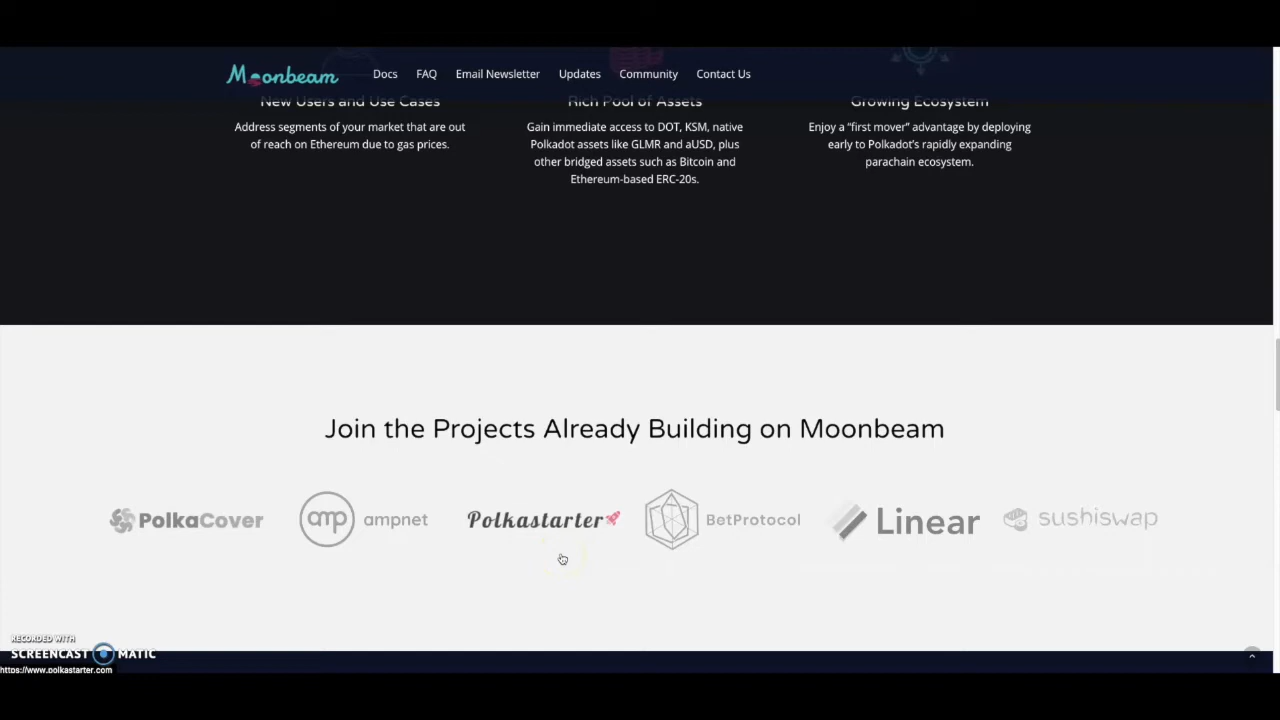 Moonbeam Docs FAQ Email Newsletter Updates Community Contact Us
New Users and Use Cases
Address segments of your market that are out
of reach on Ethereum due to gas prices.
Rich Pool of Assets
Gain immediate access to DOT, KSM, native
Polkadot assets like GLMR and aUSD, plus
other bridged assets such as Bitcoin and
Ethereum-based ERC-20s.
Growing Ecosystem
Enjoy a “first mover” advantage by deploying
early to Polkadot’s rapidly expanding
parachain ecosystem.
Join the Projects Already Building on Moonbeam
PolkaCover amp ampnet Polkastarter BetProtocol Linear sushiswap
RECORDED WITH
SCREENCAST MATIC
https://www.polkastarter.com